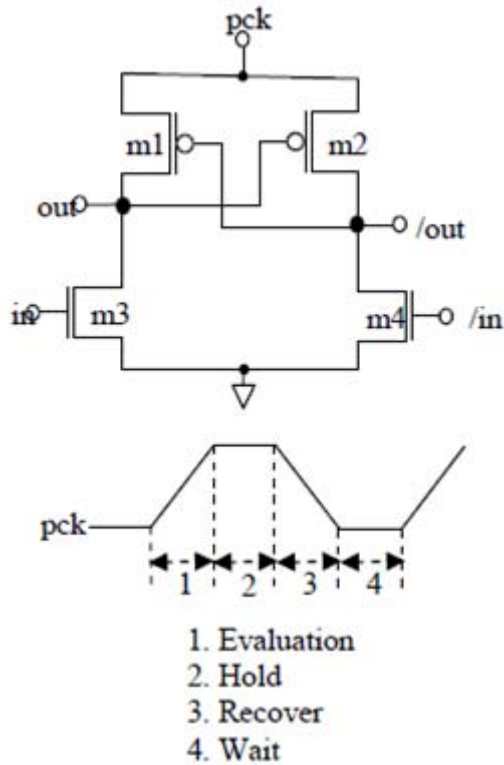 pck
m1
m2
out
/out
in
m3
m4
/in
pck
1
2
3
4
1. Evaluation
2. Hold
3. Recover
4. Wait